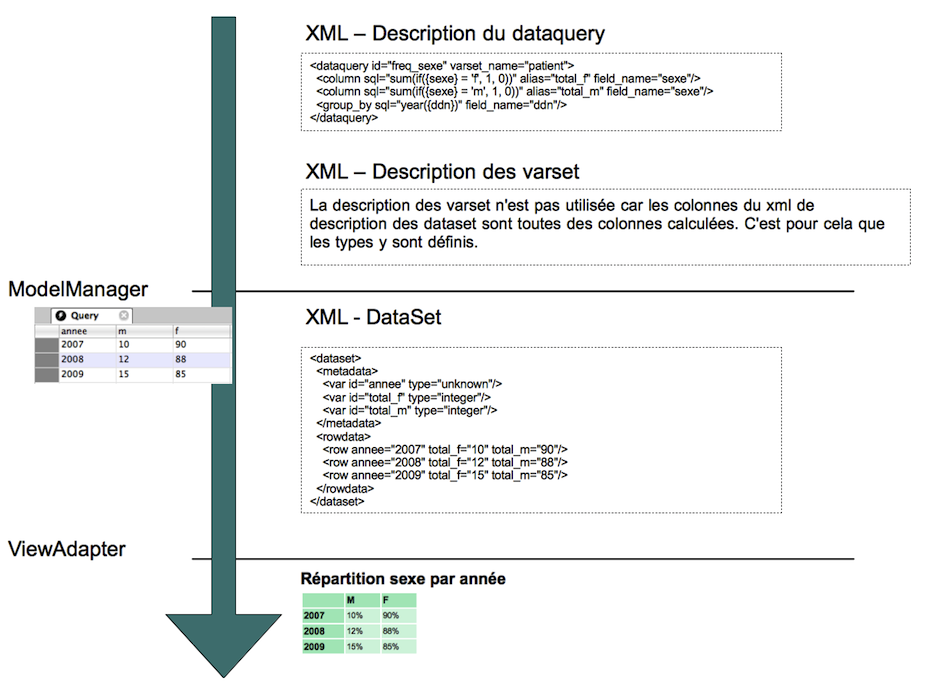 XML – Description du dataquery
<dataquery id="freq_sexe" varset_name="patient">
<column sql="sum(if({sexe} = 'f', 1, 0))" alias="total_f" field_name="sexe"/>
<column sql="sum(if({sexe} = 'm', 1, 0))" alias="total_m" field_name="sexe"/>
<group_by sql="year({ddn})" field_name="ddn"/>
</dataquery>
XML – Description des varset
La description des varset n'est pas utilisée car les colonnes du xml de
description des dataset sont toutes des colonnes calculées. C'est pour cela que
les types y sont définis.
ModelManager
Query
annee m f
2007 10 90
2008 12 88
2009 15 85
XML - DataSet
<dataset>
<metadata>
<var id="annee" type="unknown"/>
<var id="total_f" type="integer"/>
<var id="total_m" type="integer"/>
</metadata>
<rowdata>
<row annee="2007" total_f="10" total_m="90"/>
<row annee="2008" total_f="12" total_m="88"/>
<row annee="2009" total_f="15" total_m="85"/>
</rowdata>
</dataset>
ViewAdapter
Répartition sexe par année
M F
2007 10% 90%
2008 12% 88%
2009 15% 85%